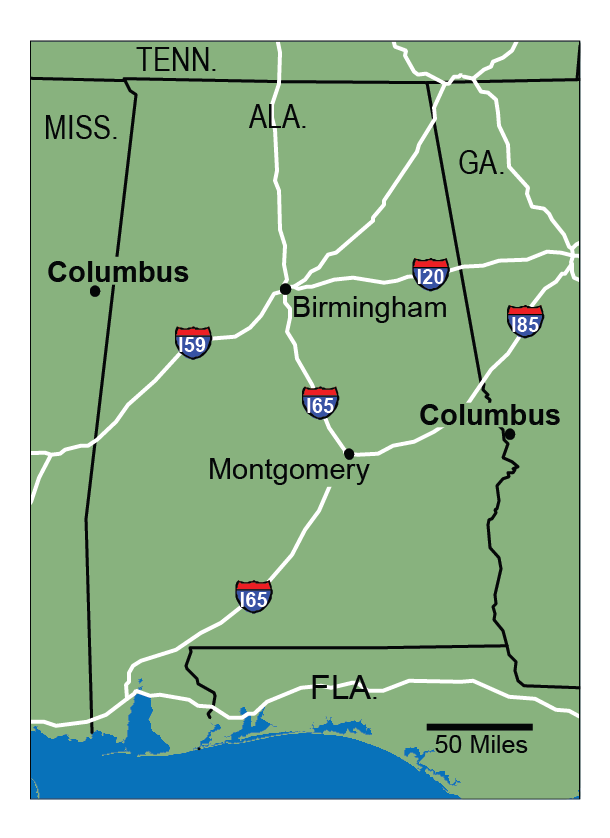 TENN.
MISS.
ALA.
GA.
Columbus
I20
Birmingham
I85
I59
I65
Columbus
Montgomery
I65
FLA.
50 Miles